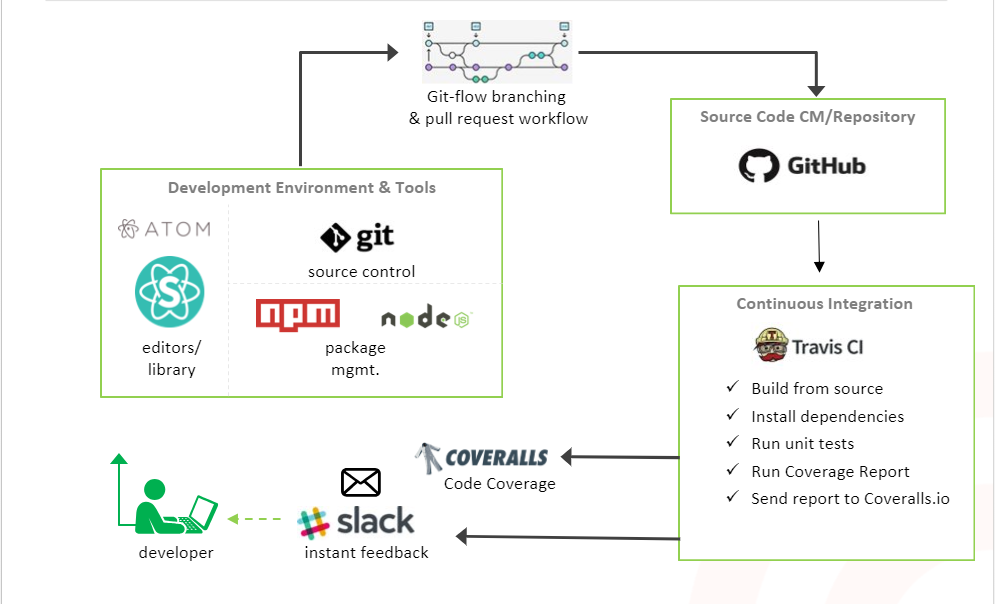 Git-flow branching
& pull request workflow
Source Code CM/Repository
GitHub
Development Environment & Tools
ATOM
git
source control
S
npm
node
JS
editors/
library
package
mgmt.
Continuous Integration
Travis CI
✓ Build from source
✓ Install dependencies
✓ Run unit tests
✓ Run Coverage Report
✓ Send report to Coveralls.io
COVERALLS
Code Coverage
slack
instant feedback
developer